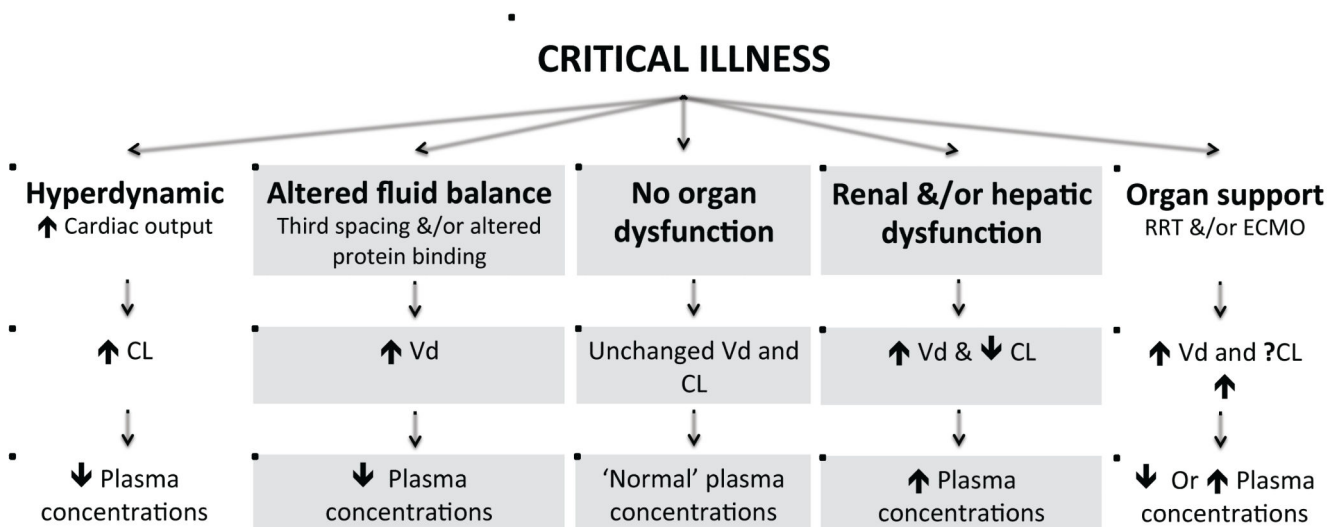 CRITICAL ILLNESS
Hyperdynamic
↑ Cardiac output
Altered fluid balance
Third spacing &/or altered
protein binding
No organ
dysfunction
Renal &/or hepatic
dysfunction
Organ support
RRT &/or ECMO
↑ CL
↑ Vd
Unchanged Vd and
CL
↑ Vd & ↓ CL
↑ Vd and ?CL
↑
↓ Plasma
concentrations
↓ Plasma
concentrations
‘Normal’ plasma
concentrations
↑ Plasma
concentrations
↓ Or ↑ Plasma
concentrations